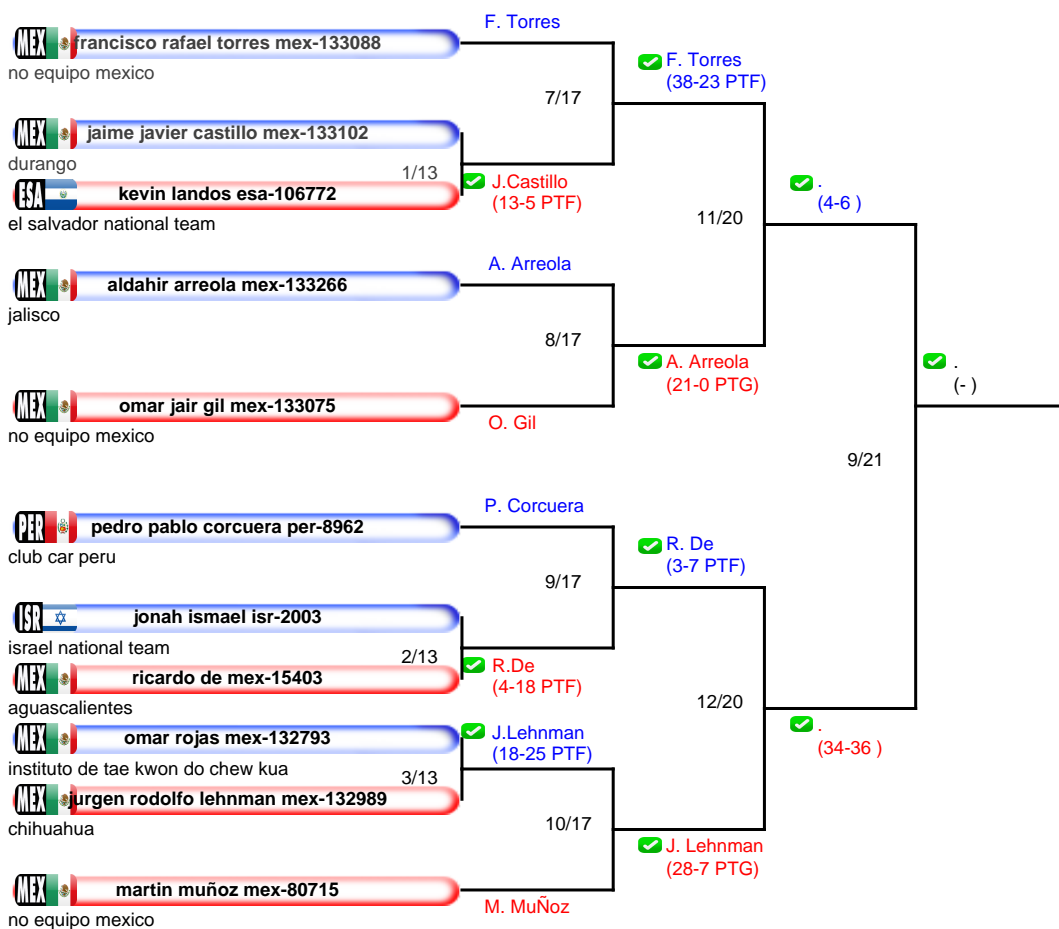 F. Torres
MEX francisco rafael torres mex-133088
no equipo mexico
F. Torres
(38-23 PTF)
7/17
MEX jaime javier castillo mex-133102
durango
1/13
ESA kevin landos esa-106772
el salvador national team
J.Castillo
(13-5 PTF)
.
(4-6 )
11/20
A. Arreola
MEX aldahir arreola mex-133266
jalisco
8/17
A. Arreola
(21-0 PTG)
.
(- )
MEX omar jair gil mex-133075
no equipo mexico
O. Gil
9/21
P. Corcuera
PER pedro pablo corcuera per-8962
club car peru
R. De
(3-7 PTF)
9/17
ISR jonah ismael isr-2003
israel national team
2/13
MEX ricardo de mex-15403
aguascalientes
R.De
(4-18 PTF)
12/20
.
(34-36 )
MEX omar rojas mex-132793
instituto de tae kwon do chew kua
J.Lehnman
(18-25 PTF)
3/13
MEX jurgen rodolfo lehnman mex-132989
chihuahua
10/17
J. Lehnman
(28-7 PTG)
MEX martin muñoz mex-80715
no equipo mexico
M. MuÑoz